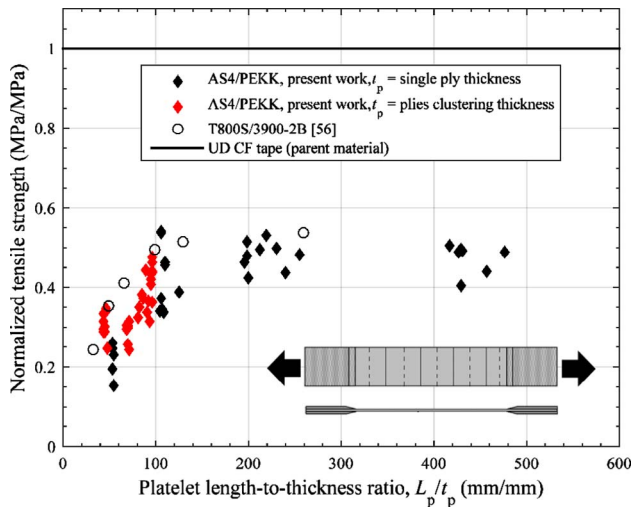 Normalized tensile strength (MPa/MPa)
1
0.8
0.6
0.4
0.2
0
0 100 200 300 400 500 600
Platelet length-to-thickness ratio, Lp/tp (mm/mm)
AS4/PEKK, present work,tp = single ply thickness
AS4/PEKK, present work,tp = plies clustering thickness
T800S/3900-2B [56]
UD CF tape (parent material)